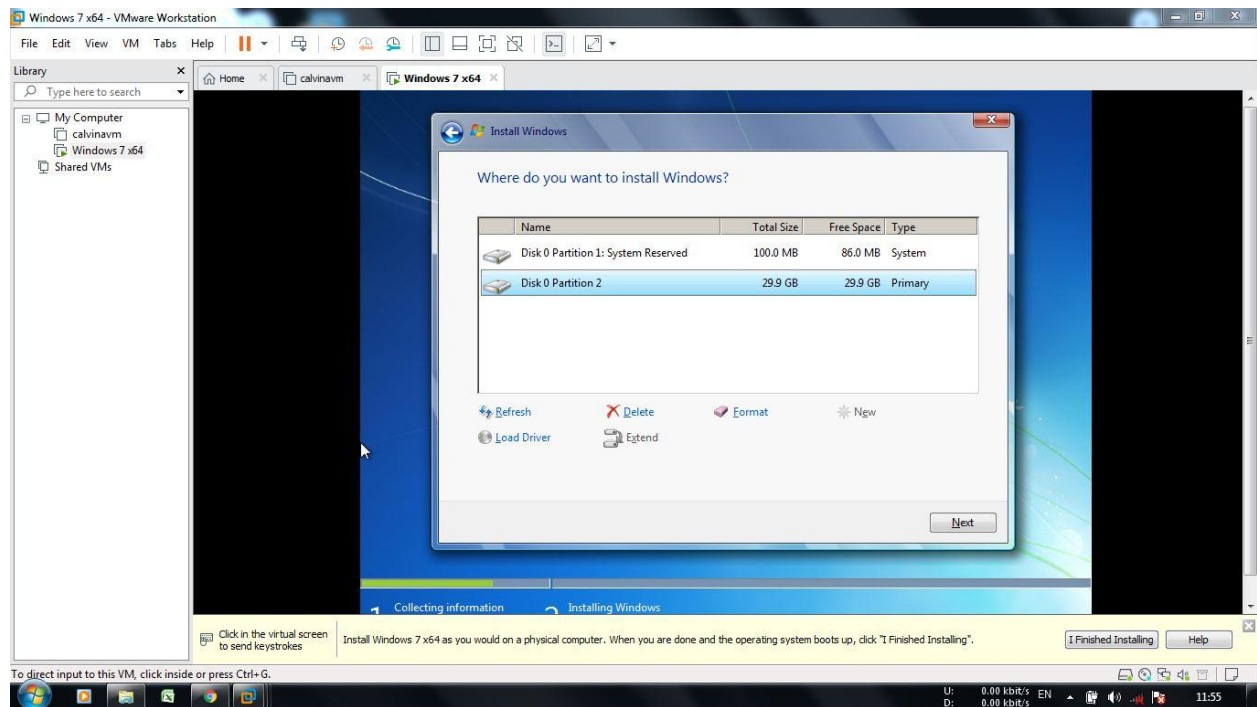 Windows 7 x64 - VMware Workstation
File Edit View VM Tabs Help
Library
Type here to search
My Computer
calvinavm
Windows 7 x64
Shared VMs
Home calvinavm Windows 7 x64
Install Windows
Where do you want to install Windows?
Name Total Size Free Space Type
Disk 0 Partition 1: System Reserved 100.0 MB 86.0 MB System
Disk 0 Partition 2 29.9 GB 29.9 GB Primary
Refresh Delete Format New
Load Driver Extend
Next
1 Collecting information 2 Installing Windows
Click in the virtual screen
to send keystrokes
Install Windows 7 x64 as you would on a physical computer. When you are done and the operating system boots up, click "I Finished Installing".
I Finished Installing Help
To direct input to this VM, click inside or press Ctrl+G.
U: 0.00 kbit/s EN 11:55
D: 0.00 kbit/s